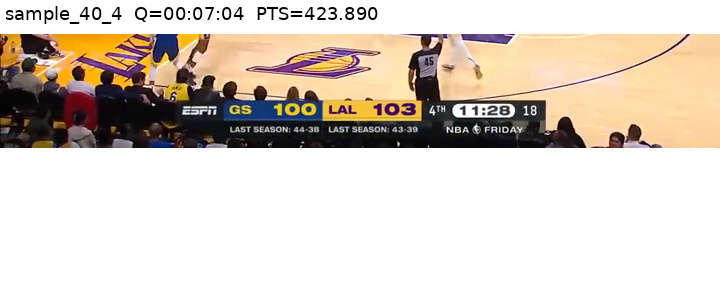 sample_40_4 Q=00:07:04 PTS=423.890
LAKE
45
6
ESPN GS 100 LAL 103 4TH 11:28 18
LAST SEASON: 44-38 LAST SEASON: 43-39 NBA FRIDAY